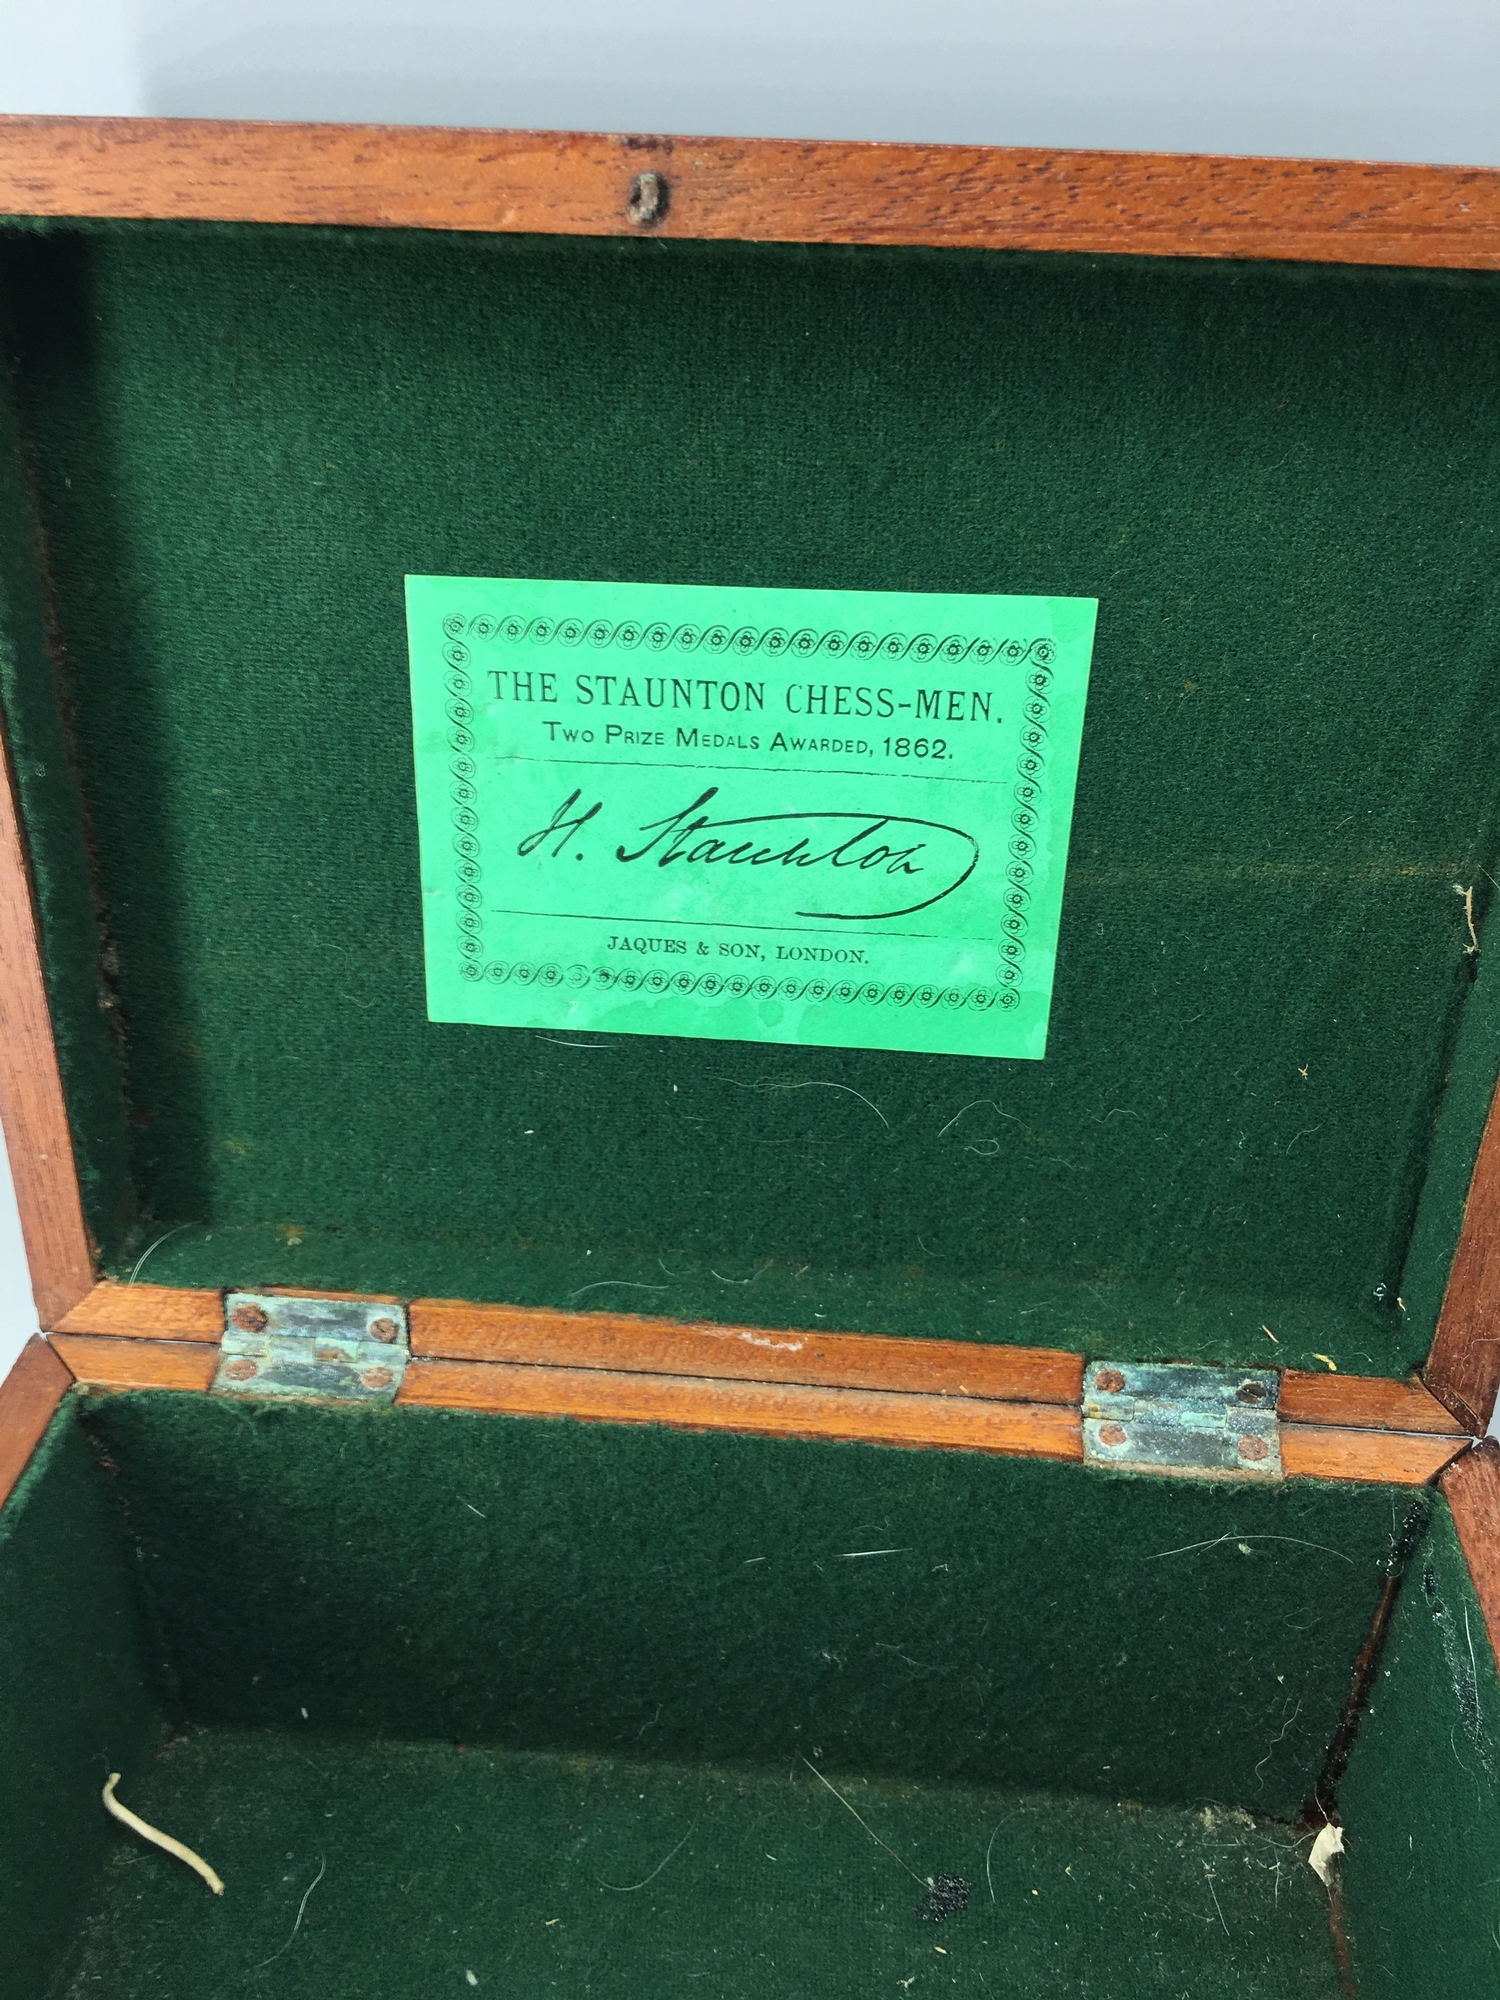 THE STAUNTON CHESS-MEN.
TWO PRIZE MEDALS AWARDED, 1862.
H. Staunton
JAQUES & SON, LONDON.